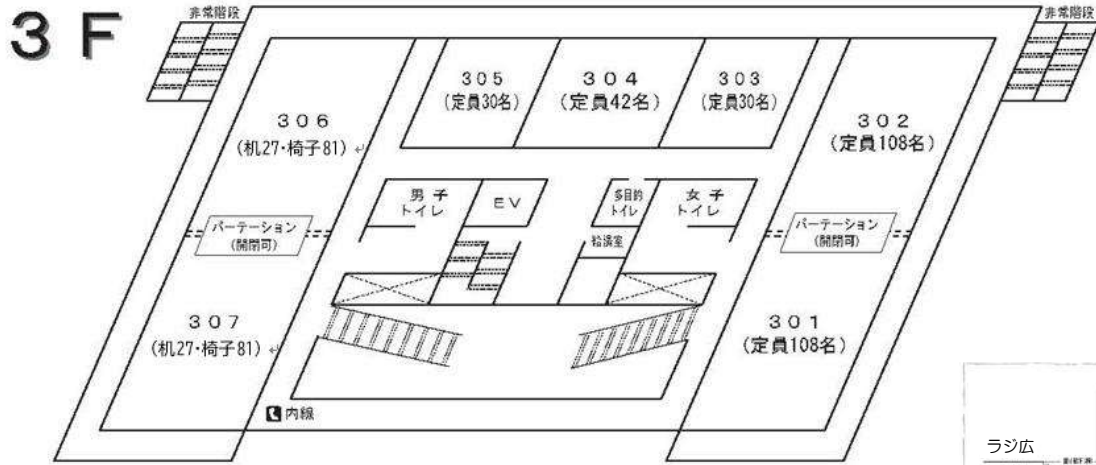 3F
非常階段
非常階段
305
(定員30名)
304
(定員42名)
303
(定員30名)
306
(机27・椅子81)↵
302
(定員108名)
男子
トイレ
EV
多目的
トイレ
女子
トイレ
給湯室
パーテーション
(開閉可)
パーテーション
(開閉可)
307
(机27・椅子81)↵
301
(定員108名)
内線
ラジ広